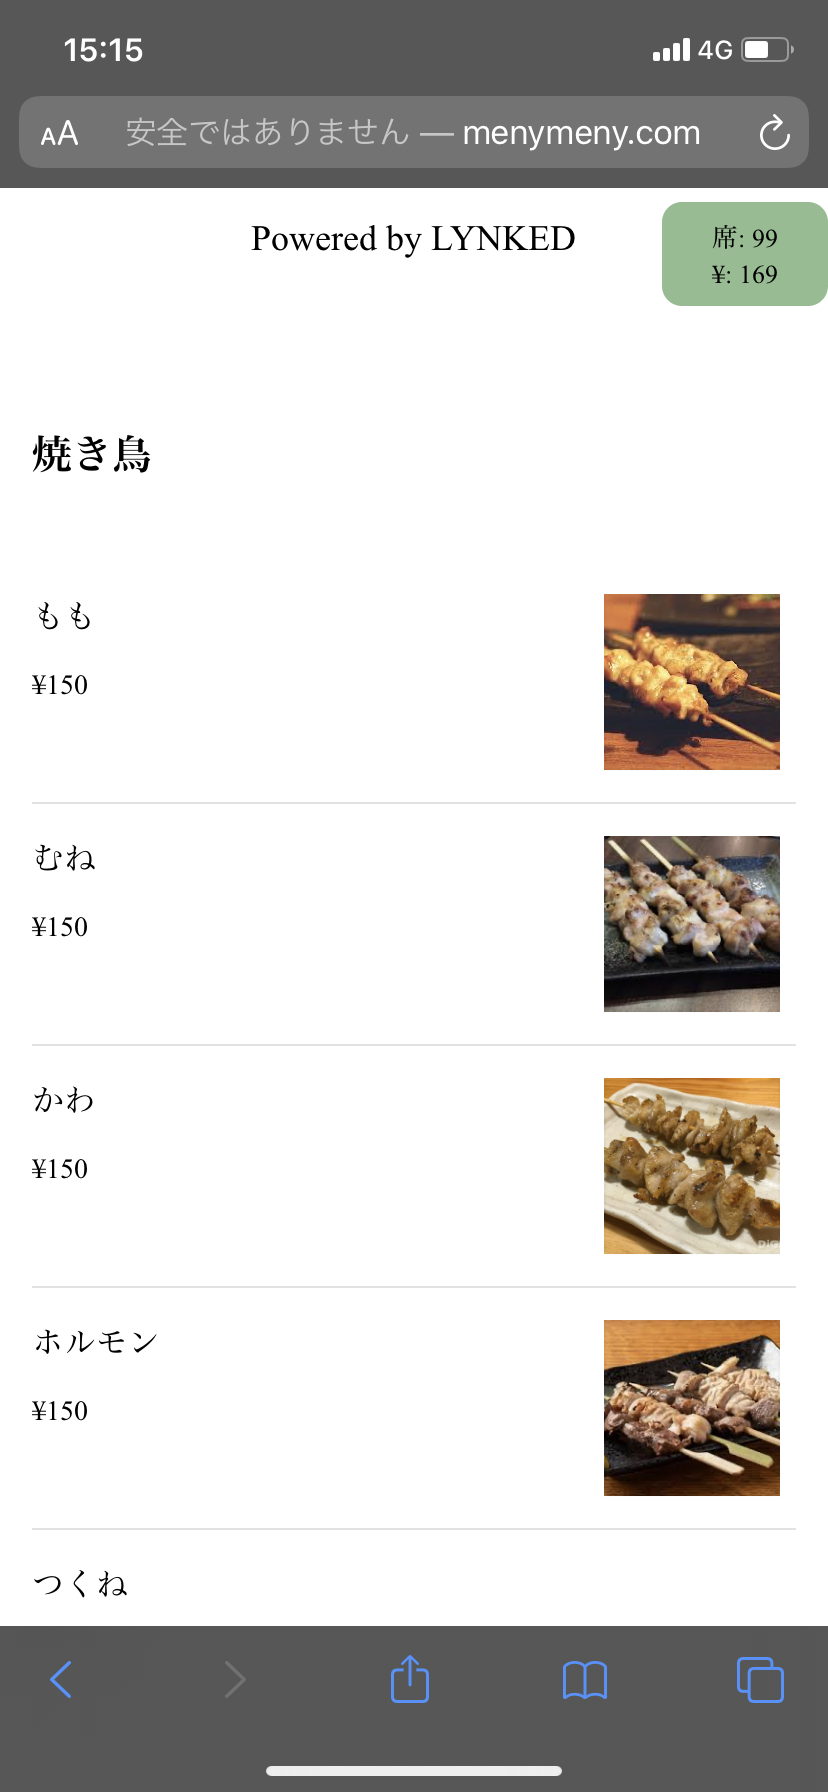 15:15
4G
AA 安全ではありません — menymeny.com
Powered by LYNKED
席: 99
¥: 169
焼き鳥
もも
¥150
むね
¥150
かわ
¥150
ホルモン
¥150
つくね